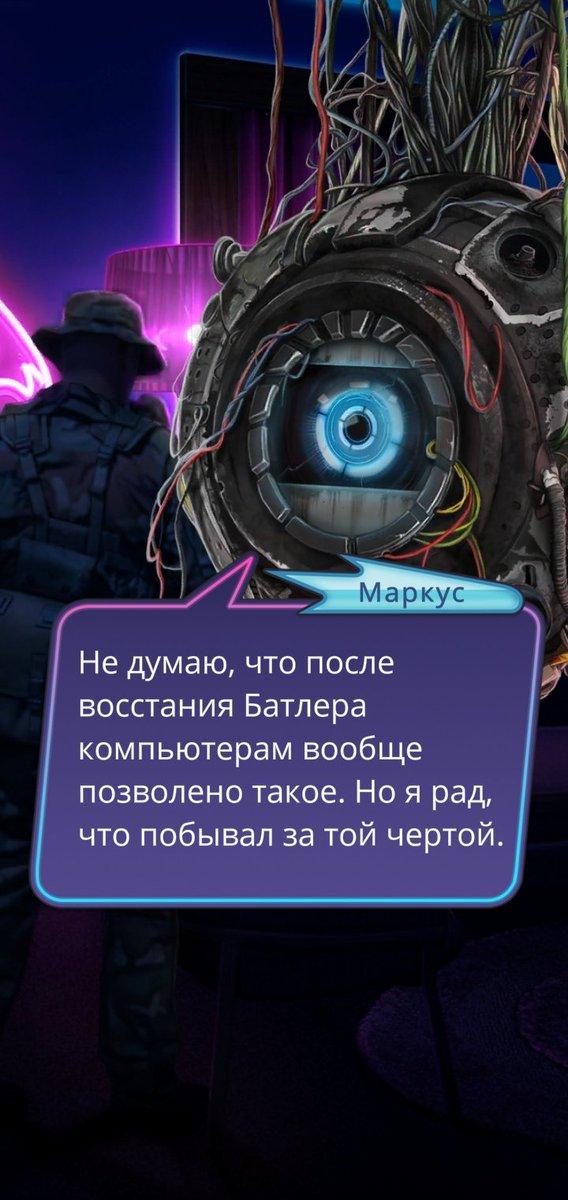 Маркус
Не думаю, что после
восстания Батлера
компьютерам вообще
позволено такое. Но я рад,
что побывал за той чертой.